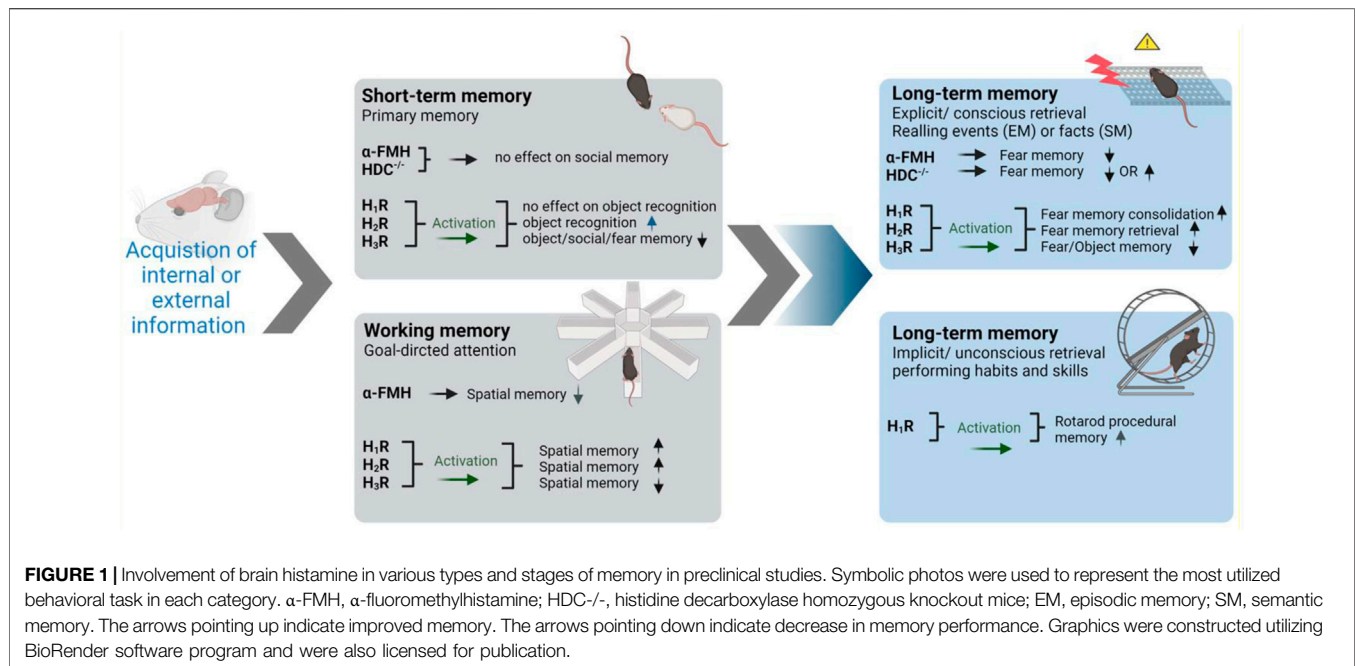 Acquistion of
internal or
external
information
Short-term memory
Primary memory
α-FMH
HDC-/-
no effect on social memory
H1R
H2R
H3R
Activation
no effect on object recognition
object recognition
object/social/fear memory
Working memory
Goal-dircted attention
α-FMH
Spatial memory
H1R
H2R
H3R
Activation
Spatial memory
Spatial memory
Spatial memory
Long-term memory
Explicit/ conscious retrieval
Realling events (EM) or facts (SM)
α-FMH Fear memory
HDC-/- Fear memory OR
H1R
H2R
H3R
Activation
Fear memory consolidation
Fear memory retrieval
Fear/Object memory
Long-term memory
Implicit/ unconscious retrieval
performing habits and skills
H1R
Activation
Rotarod procedural
memory
FIGURE 1 | Involvement of brain histamine in various types and stages of memory in preclinical studies. Symbolic photos were used to represent the most utilized
behavioral task in each category. α-FMH, α-fluoromethylhistamine; HDC-/-, histidine decarboxylase homozygous knockout mice; EM, episodic memory; SM, semantic
memory. The arrows pointing up indicate improved memory. The arrows pointing down indicate decrease in memory performance. Graphics were constructed utilizing
BioRender software program and were also licensed for publication.